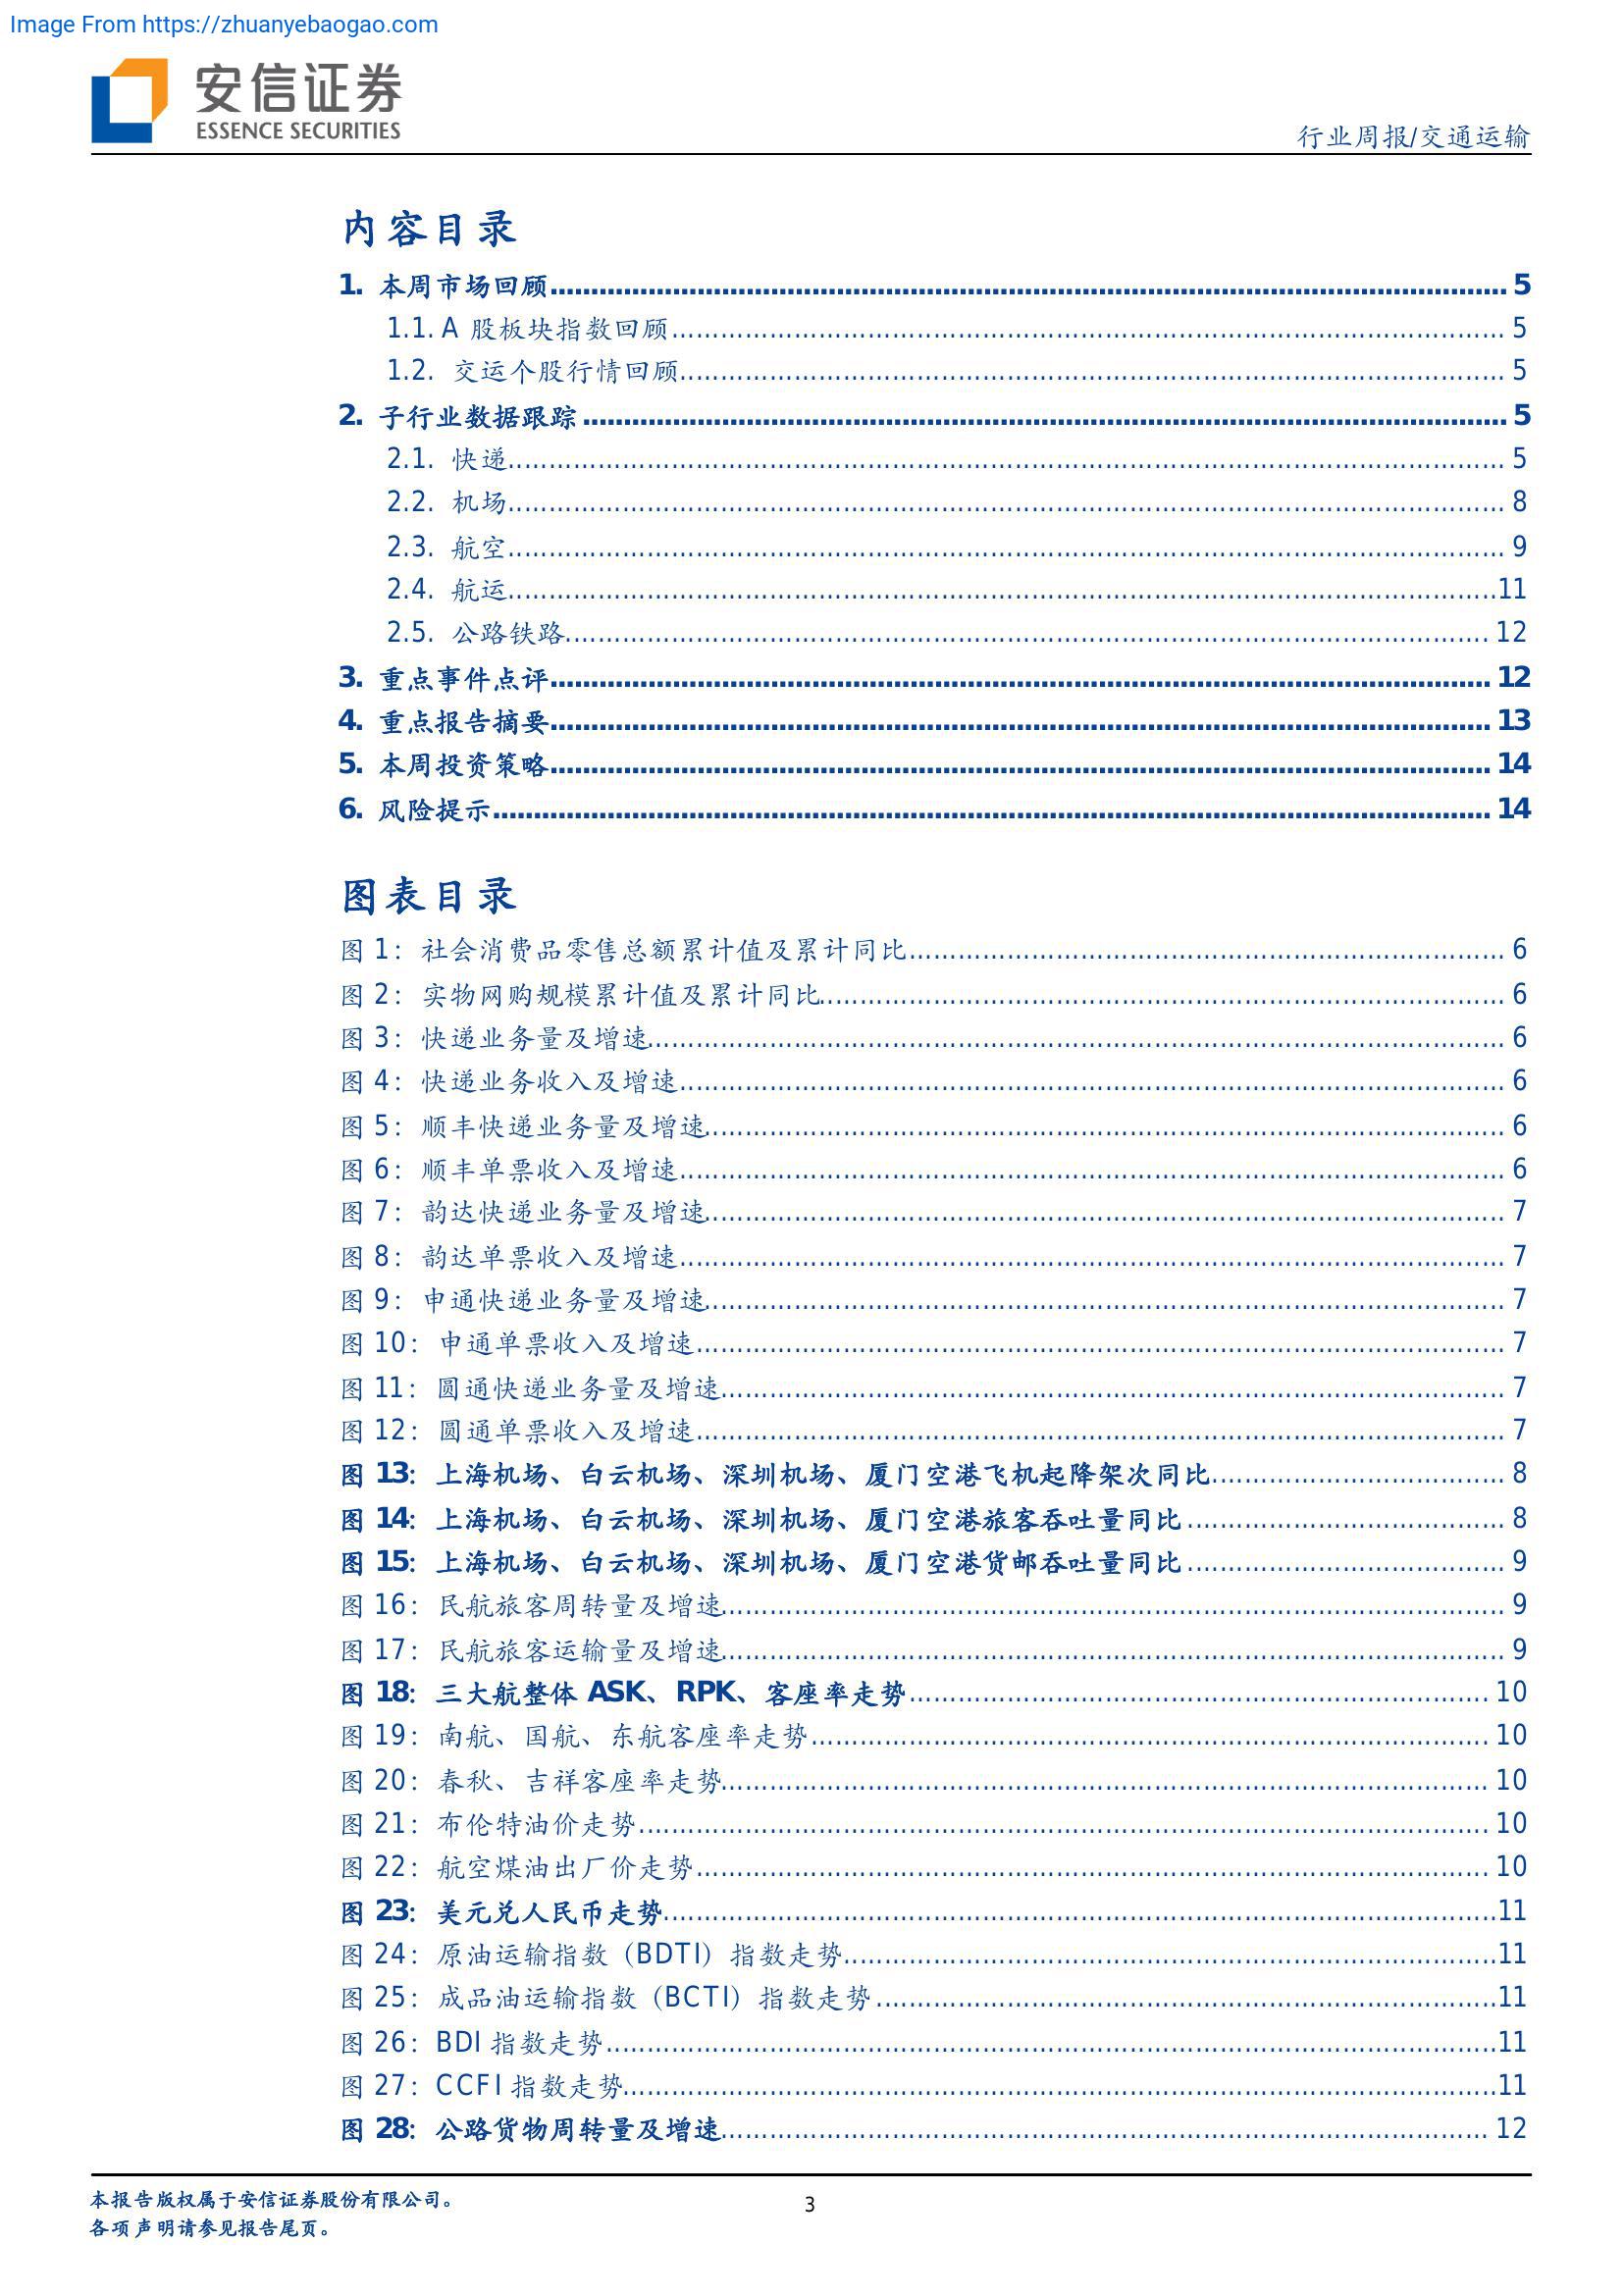 Image From https://zhuanyebaogao.com
安信证券
ESSENCE SECURITIES
行业周报/交通运输
内容目录
1. 本周市场回顾 5
1.1. A 股板块指数回顾 5
1.2. 交运个股行情回顾 5
2. 子行业数据跟踪 5
2.1. 快递 5
2.2. 机场 8
2.3. 航空 9
2.4. 航运 11
2.5. 公路铁路 12
3. 重点事件点评 12
4. 重点报告摘要 13
5. 本周投资策略 14
6. 风险提示 14
图表目录
图 1：社会消费品零售总额累计值及累计同比 6
图 2：实物网购规模累计值及累计同比 6
图 3：快递业务量及增速 6
图 4：快递业务收入及增速 6
图 5：顺丰快递业务量及增速 6
图 6：顺丰单票收入及增速 6
图 7：韵达快递业务量及增速 7
图 8：韵达单票收入及增速 7
图 9：申通快递业务量及增速 7
图 10：申通单票收入及增速 7
图 11：圆通快递业务量及增速 7
图 12：圆通单票收入及增速 7
图 13：上海机场、白云机场、深圳机场、厦门空港飞机起降架次同比 8
图 14：上海机场、白云机场、深圳机场、厦门空港旅客吞吐量同比 8
图 15：上海机场、白云机场、深圳机场、厦门空港货邮吞吐量同比 9
图 16：民航旅客周转量及增速 9
图 17：民航旅客运输量及增速 9
图 18：三大航整体 ASK、RPK、客座率走势 10
图 19：南航、国航、东航客座率走势 10
图 20：春秋、吉祥客座率走势 10
图 21：布伦特油价走势 10
图 22：航空煤油出厂价走势 10
图 23：美元兑人民币走势 11
图 24：原油运输指数（BDTI）指数走势 11
图 25：成品油运输指数（BCTI）指数走势 11
图 26：BDI 指数走势 11
图 27：CCFI 指数走势 11
图 28：公路货物周转量及增速 12
本报告版权属于安信证券股份有限公司。
各项声明请参见报告尾页。
3